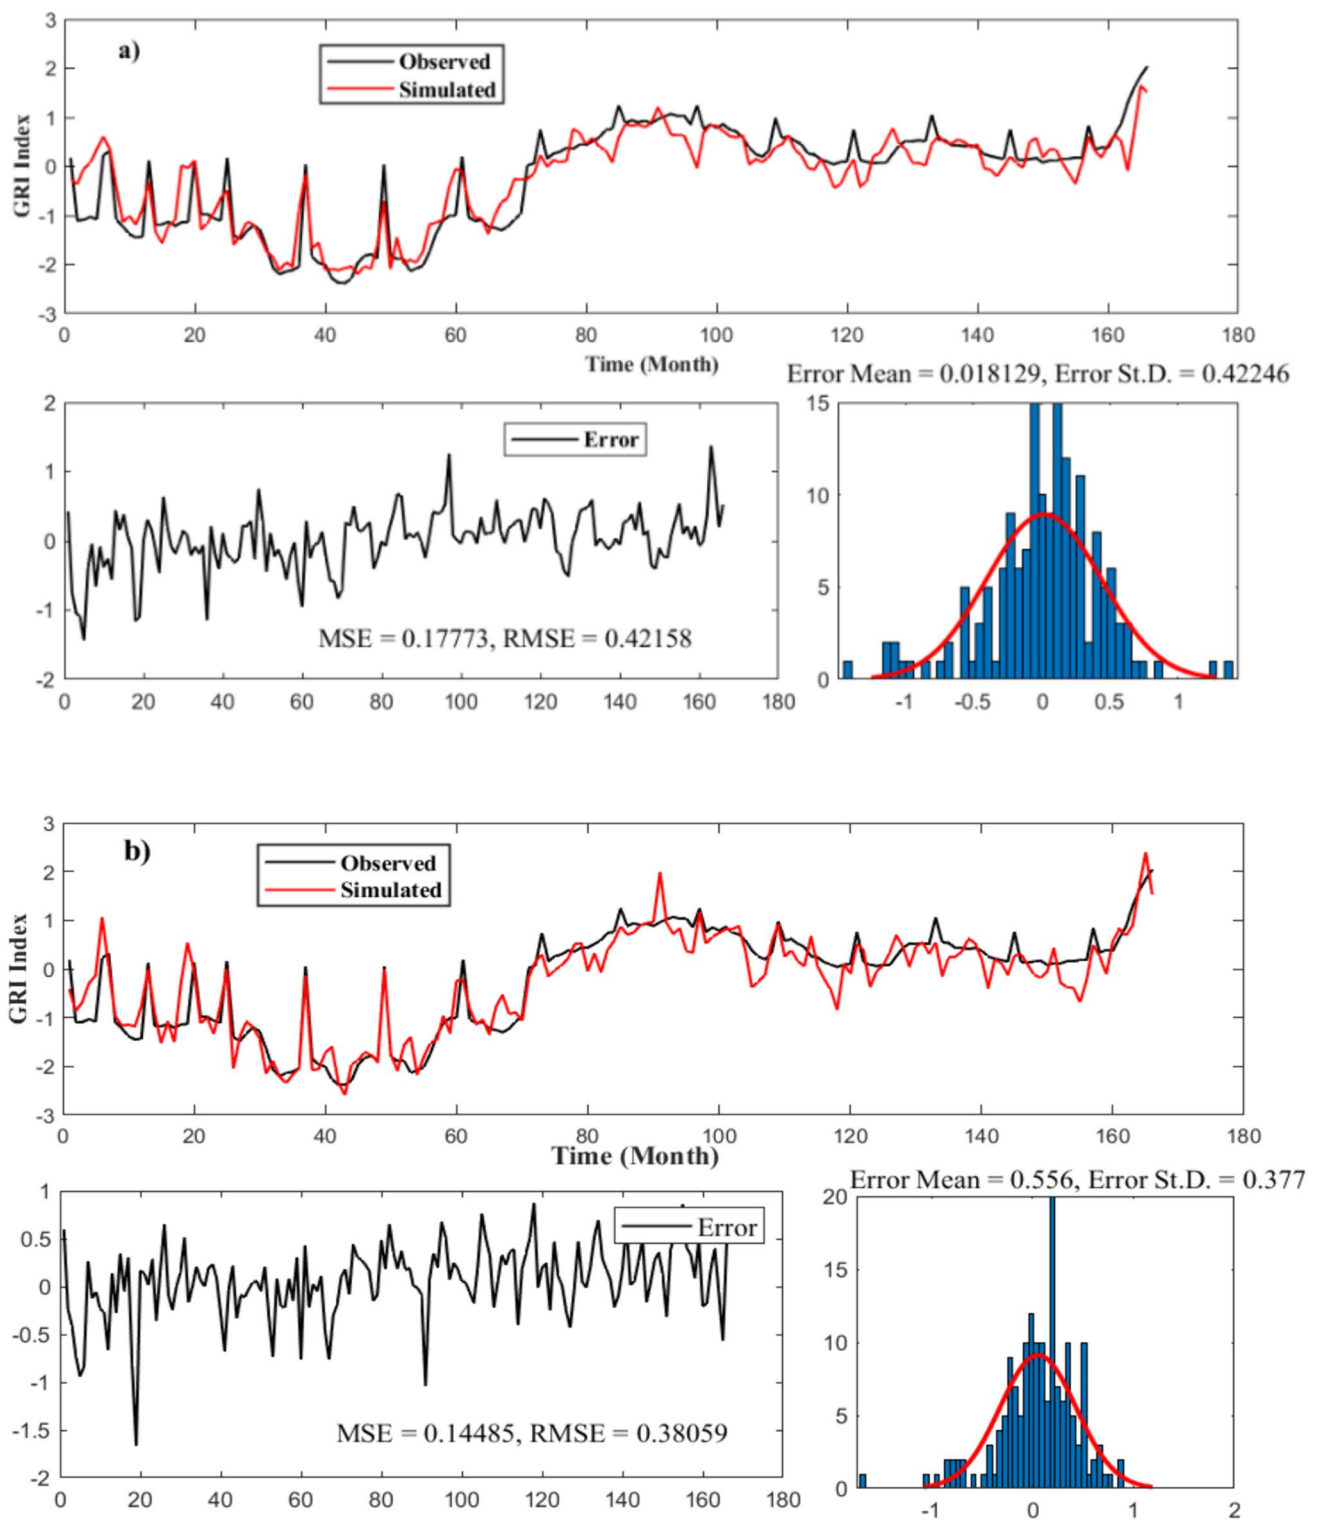 3
a)
Observed
2
Simulated
1
0
-1
-2
-3
GRI Index
0 20 40 60 80 100 120 140 160 180
Time (Month)
Error Mean = 0.018129, Error St.D. = 0.42246
2
Error
1
0
-1
MSE = 0.17773, RMSE = 0.42158
-2
0 20 40 60 80 100 120 140 160 180
15
10
5
0
-1 -0.5 0 0.5 1
3
b)
Observed
2
Simulated
1
0
-1
-2
-3
GRI Index
0 20 40 60 80 100 120 140 160 180
Time (Month)
Error Mean = 0.556, Error St.D. = 0.377
1
Error
0.5
0
-0.5
-1
MSE = 0.14485, RMSE = 0.38059
-1.5
-2
0 20 40 60 80 100 120 140 160 180
20
15
10
5
0
-1 0 1 2